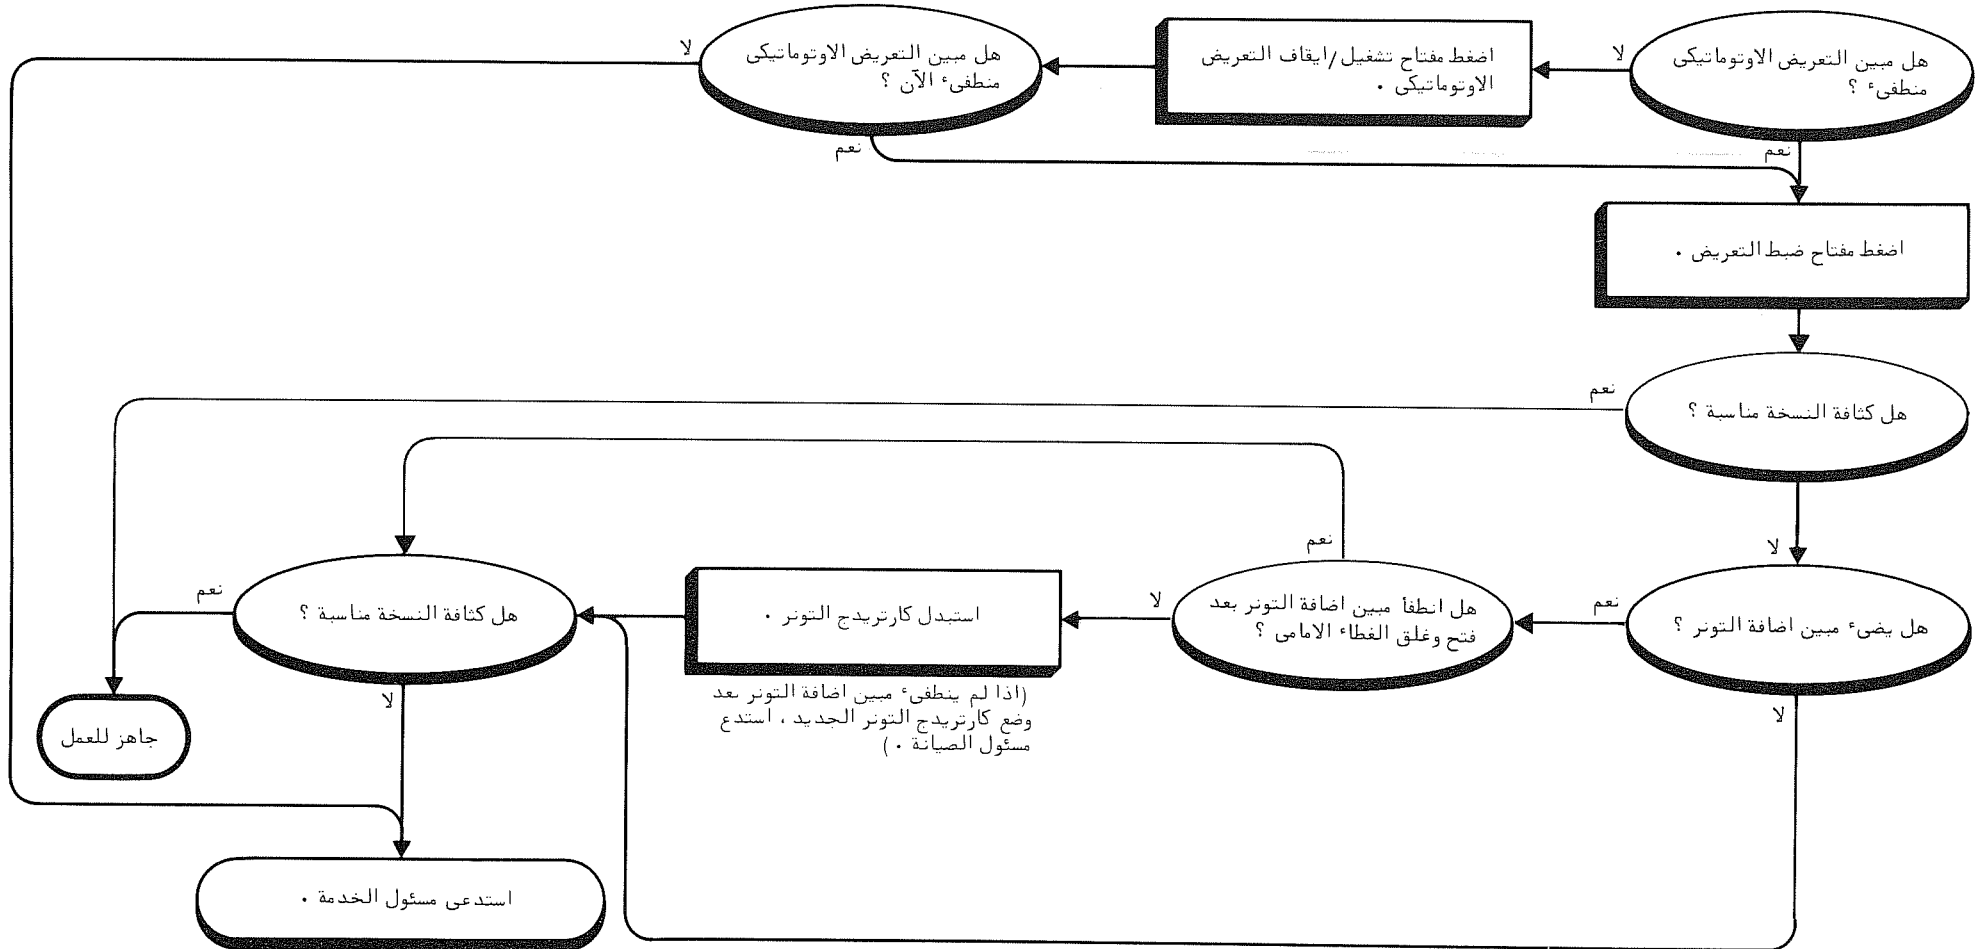 هل مبين التعريض الاوتوماتيكى
منطفىء ؟
لا
نعم
اضغط مفتاح تشغيل/ايقاف التعريض
الاوتوماتيكى .
هل مبين التعريض الاوتوماتيكى
منطفىء الآن ؟
لا
نعم
اضغط مفتاح ضبط التعريض .
هل كثافة النسخة مناسبة ؟
نعم
لا
هل يضىء مبين اضافة التونر ؟
نعم
لا
هل انطفأ مبين اضافة التونر بعد
فتح وغلق الغطاء الامامى ؟
نعم
لا
استبدل كارتريدج التونر .
(اذا لم ينطفىء مبين اضافة التونر بعد
وضع كارتريدج التونر الجديد ، استدع
مسئول الصيانة . )
هل كثافة النسخة مناسبة ؟
نعم
لا
جاهز للعمل
استدعى مسئول الخدمة .